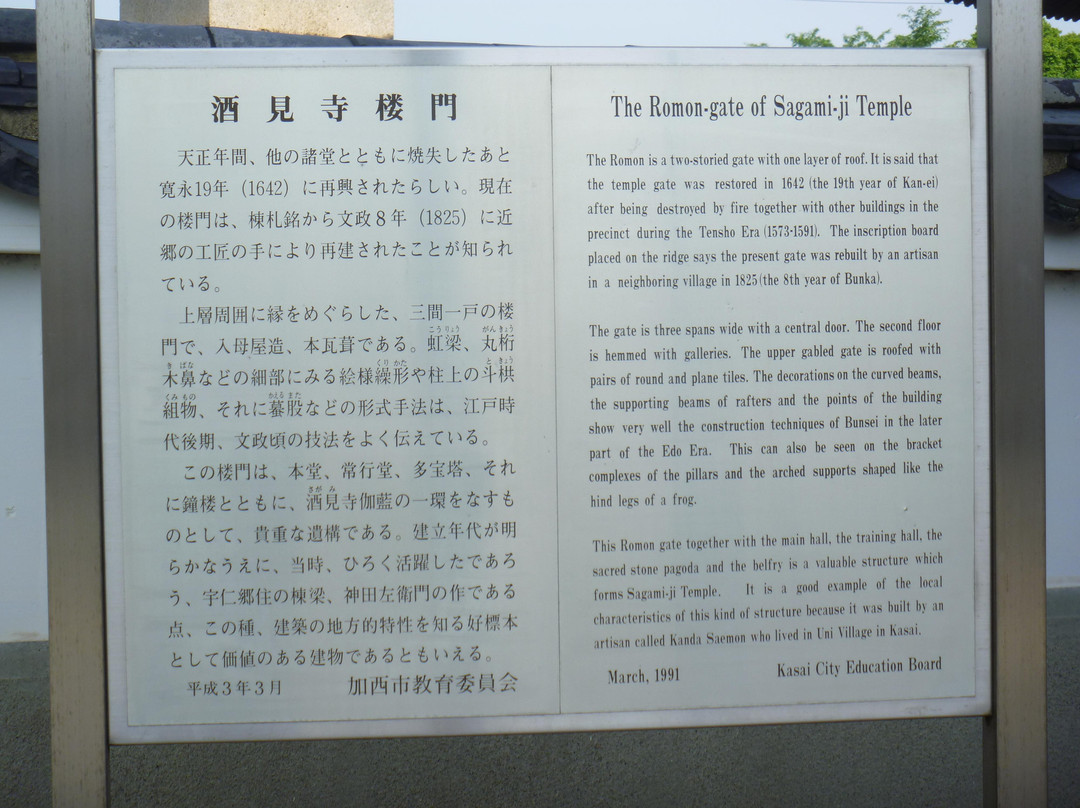 酒見寺楼門
天正年間、他の諸堂とともに焼失したあと
寛永19年（1642）に再興されたらしい。現在
の楼門は、棟札銘から文政８年（1825）に近
郷の工匠の手により再建されたことが知られ
ている。
上層周囲に縁をめぐらした、三間一戸の楼
門で、入母屋造、本瓦葺である。虹梁、丸桁
木鼻などの細部にみる絵様繰形や柱上の斗栱
組物、それに蟇股などの形式手法は、江戸時
代後期、文政頃の技法をよく伝えている。
この楼門は、本堂、常行堂、多宝塔、それ
に鐘楼とともに、酒見寺伽藍の一環をなすも
のとして、貴重な遺構である。建立年代が明
らかなうえに、当時、ひろく活躍したであろ
う、宇仁郷住の棟梁、神田左衛門の作である
点、この種、建築の地方的特性を知る好標本
として価値のある建物であるともいえる。
平成３年３月 加西市教育委員会
The Romon-gate of Sagami-ji Temple
The Romon is a two-storied gate with one layer of roof. It is said that
the temple gate was restored in 1642 (the 19th year of Kan-ei)
after being destroyed by fire together with other buildings in the
precinct during the Tensho Era (1573-1591). The inscription board
placed on the ridge says the present gate was rebuilt by an artisan
in a neighboring village in 1825 (the 8th year of Bunka).
The gate is three spans wide with a central door. The second floor
is hemmed with galleries. The upper gabled gate is roofed with
pairs of round and plane tiles. The decorations on the curved beams,
the supporting beams of rafters and the points of the building
show very well the construction techniques of Bunsei in the later
part of the Edo Era. This can also be seen on the bracket
complexes of the pillars and the arched supports shaped like the
hind legs of a frog.
This Romon gate together with the main hall, the training hall, the
sacred stone pagoda and the belfry is a valuable structure which
forms Sagami-ji Temple. It is a good example of the local
characteristics of this kind of structure because it was built by an
artisan called Kanda Saemon who lived in Uni Village in Kasai.
March, 1991 Kasai City Education Board